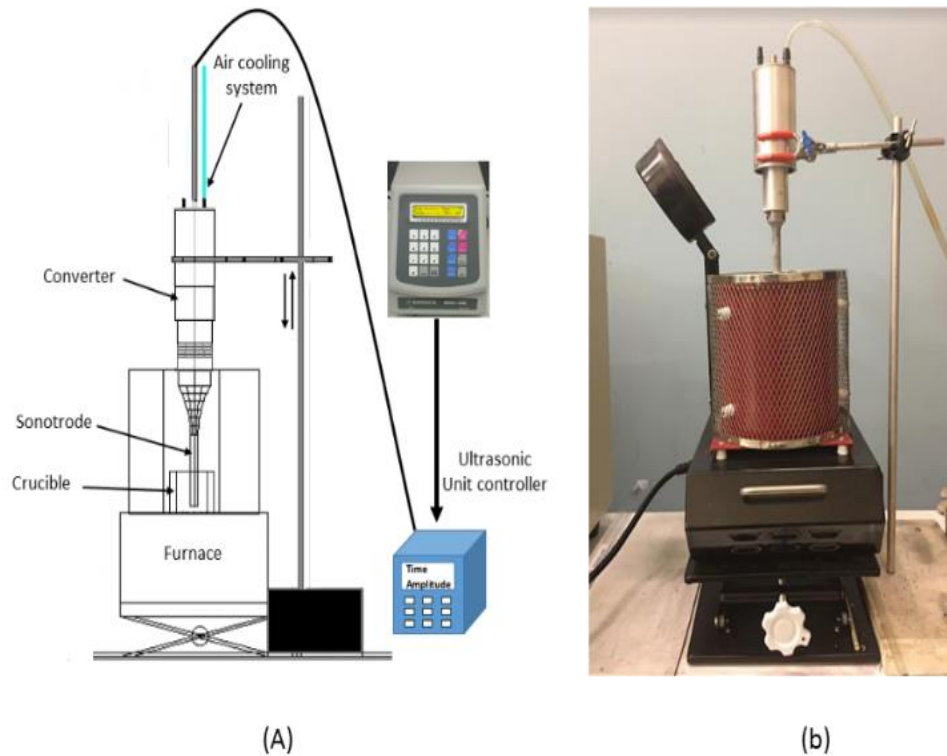 Air cooling
system
Converter
Sonotrode
Crucible
Furnace
Ultrasonic
Unit controller
Time
Amplitude
(A)
(b)